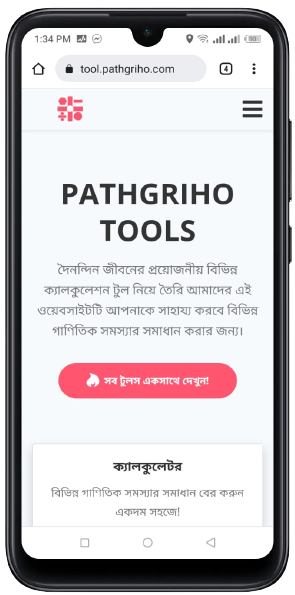 1:34 PM
tool.pathgriho.com
4
PATHGRIHO
TOOLS
দৈনন্দিন জীবনের প্রয়োজনীয় বিভিন্ন
ক্যালকুলেশন টুল নিয়ে তৈরি আমাদের এই
ওয়েবসাইটটি আপনাকে সাহায্য করবে বিভিন্ন
গাণিতিক সমস্যার সমাধান করার জন্য।
সব টুলস একসাথে দেখুন!
ক্যালকুলেটর
বিভিন্ন গাণিতিক সমস্যার সমাধান বের করুন
একদম সহজে!